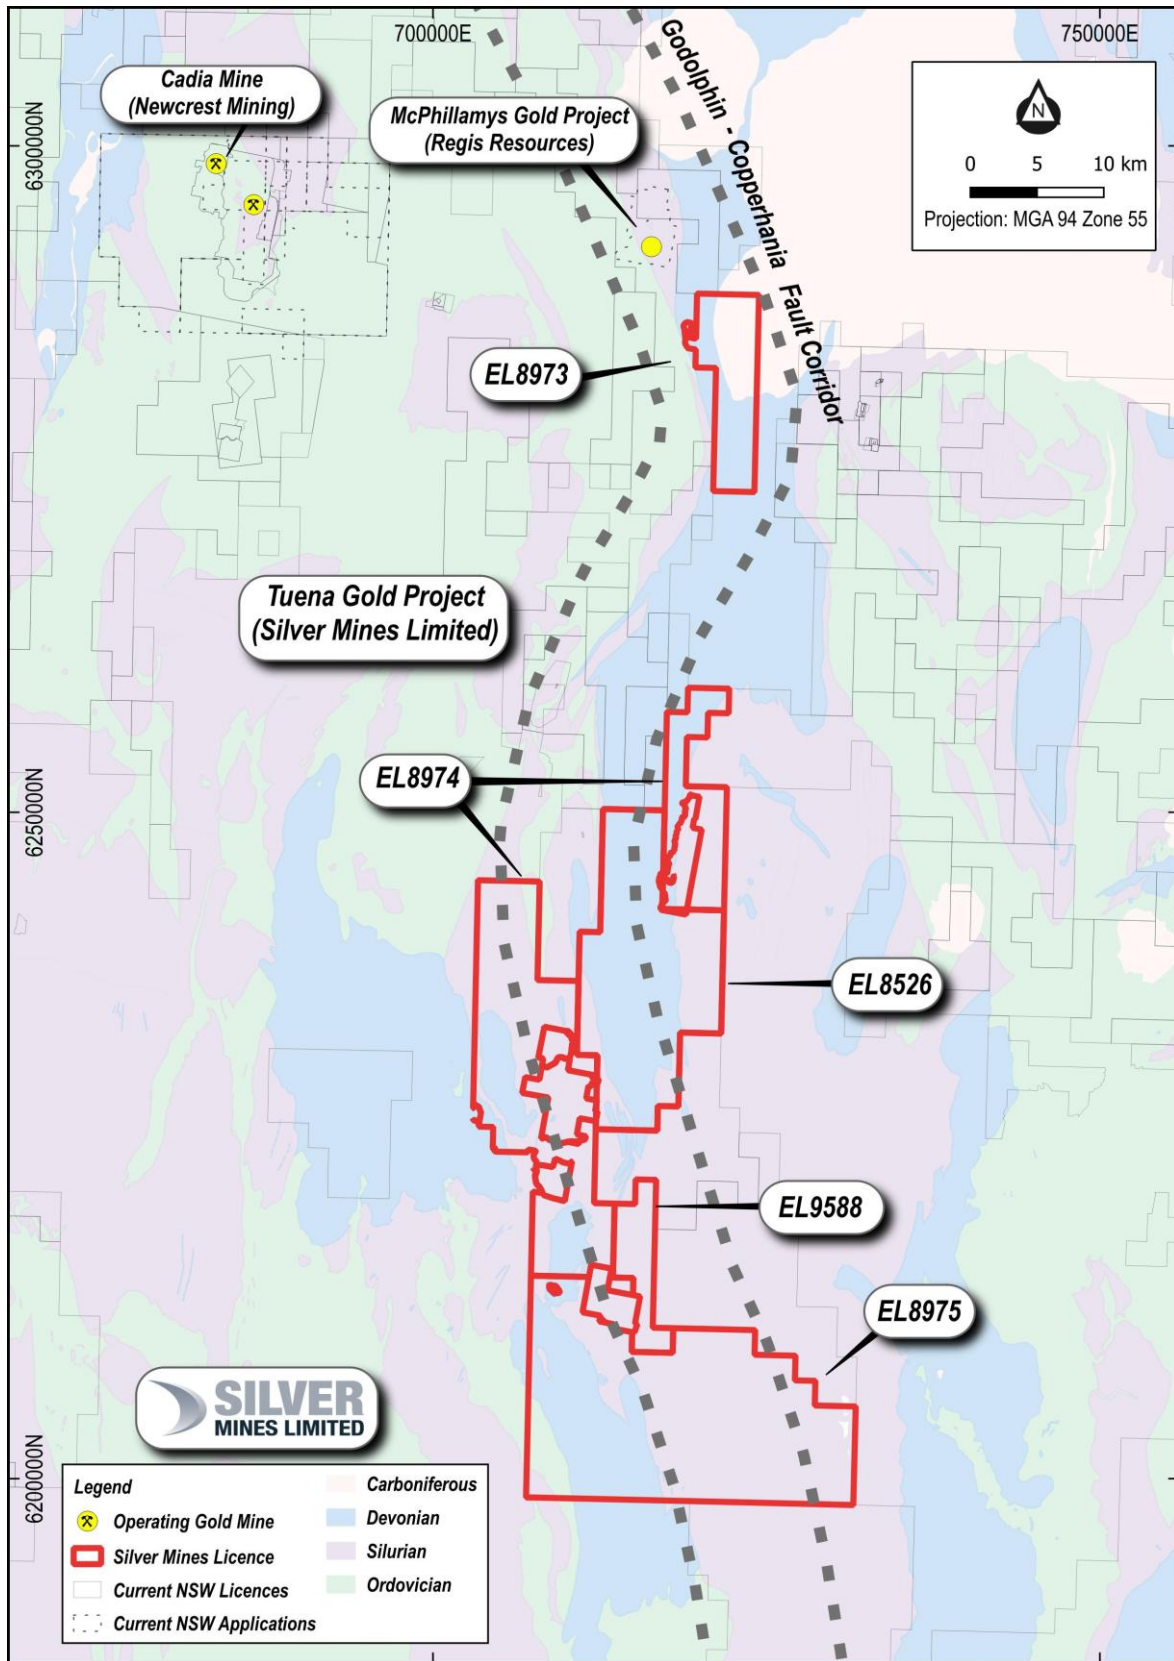 700000E
750000E
6300000N
6250000N
6200000N
Cadia Mine
(Newcrest Mining)
McPhillamys Gold Project
(Regis Resources)
Godolphin - Copperhania Fault Corridor
N
0 5 10 km
Projection: MGA 94 Zone 55
EL8973
Tuena Gold Project
(Silver Mines Limited)
EL8974
EL8526
EL9588
EL8975
SILVER
MINES LIMITED
Legend
Operating Gold Mine
Silver Mines Licence
Current NSW Licences
Current NSW Applications
Carboniferous
Devonian
Silurian
Ordovician